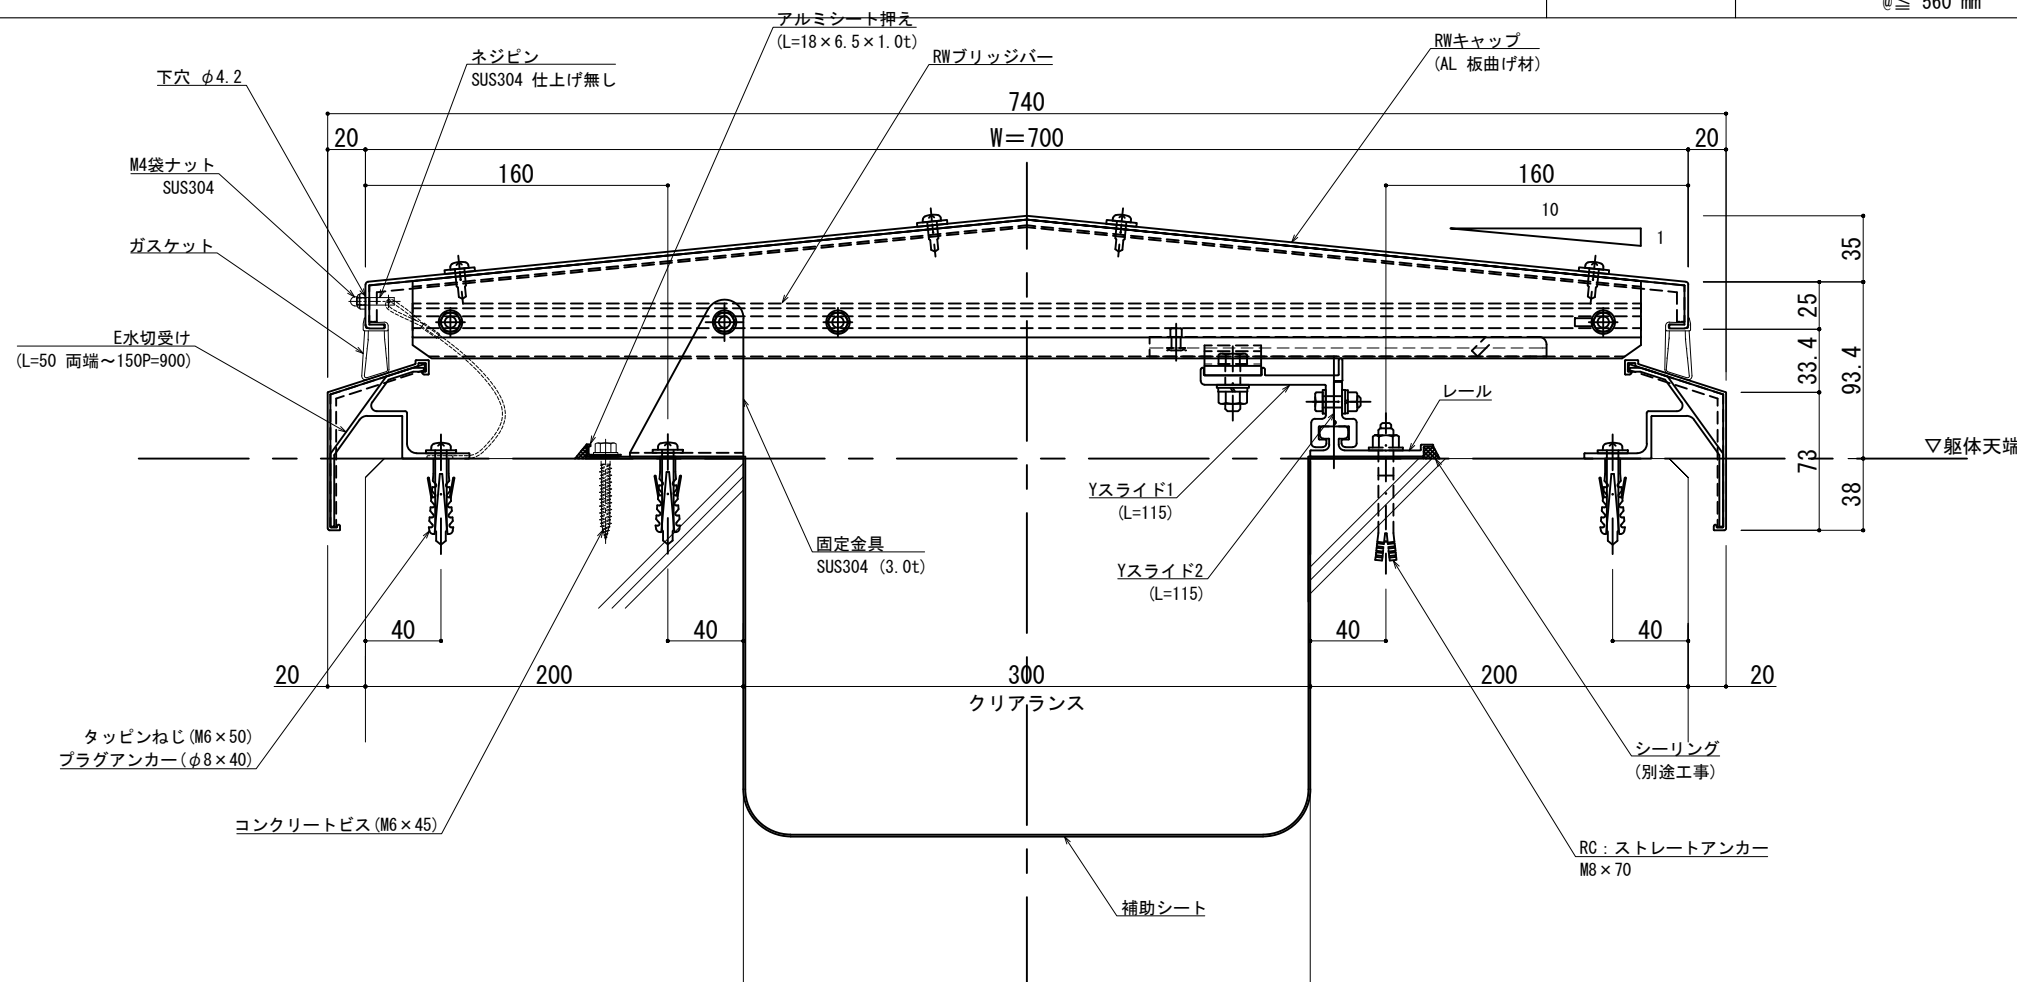 @≦ 560 mm
アルミシート押え
(L=18×6.5×1.0t)
ネジピン
SUS304 仕上げ無し
RWブリッジバー
RWキャップ
(AL 板曲げ材)
下穴 φ4.2
740
20
W=700
20
M4袋ナット
SUS304
160
160
10
1
ガスケット
35
25
E水切受け
(L=50 両端~150P=900)
33.4
93.4
レール
▽躯体天端
73
38
Yスライド1
(L=115)
固定金具
SUS304 (3.0t)
Yスライド2
(L=115)
40
40
40
40
20
200
300
200
20
クリアランス
タッピンねじ(M6×50)
プラグアンカー(φ8×40)
シーリング
(別途工事)
コンクリートビス(M6×45)
RC：ストレートアンカー
M8×70
補助シート